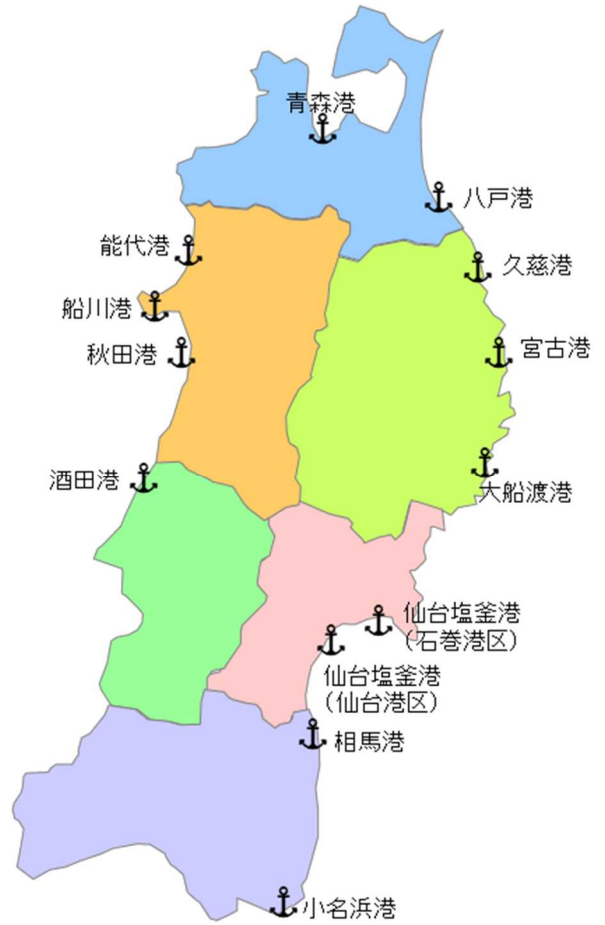 青森港
八戸港
能代港
久慈港
船川港
宮古港
秋田港
酒田港
大船渡港
仙台塩釜港
(石巻港区)
仙台塩釜港
(仙台港区)
相馬港
小名浜港